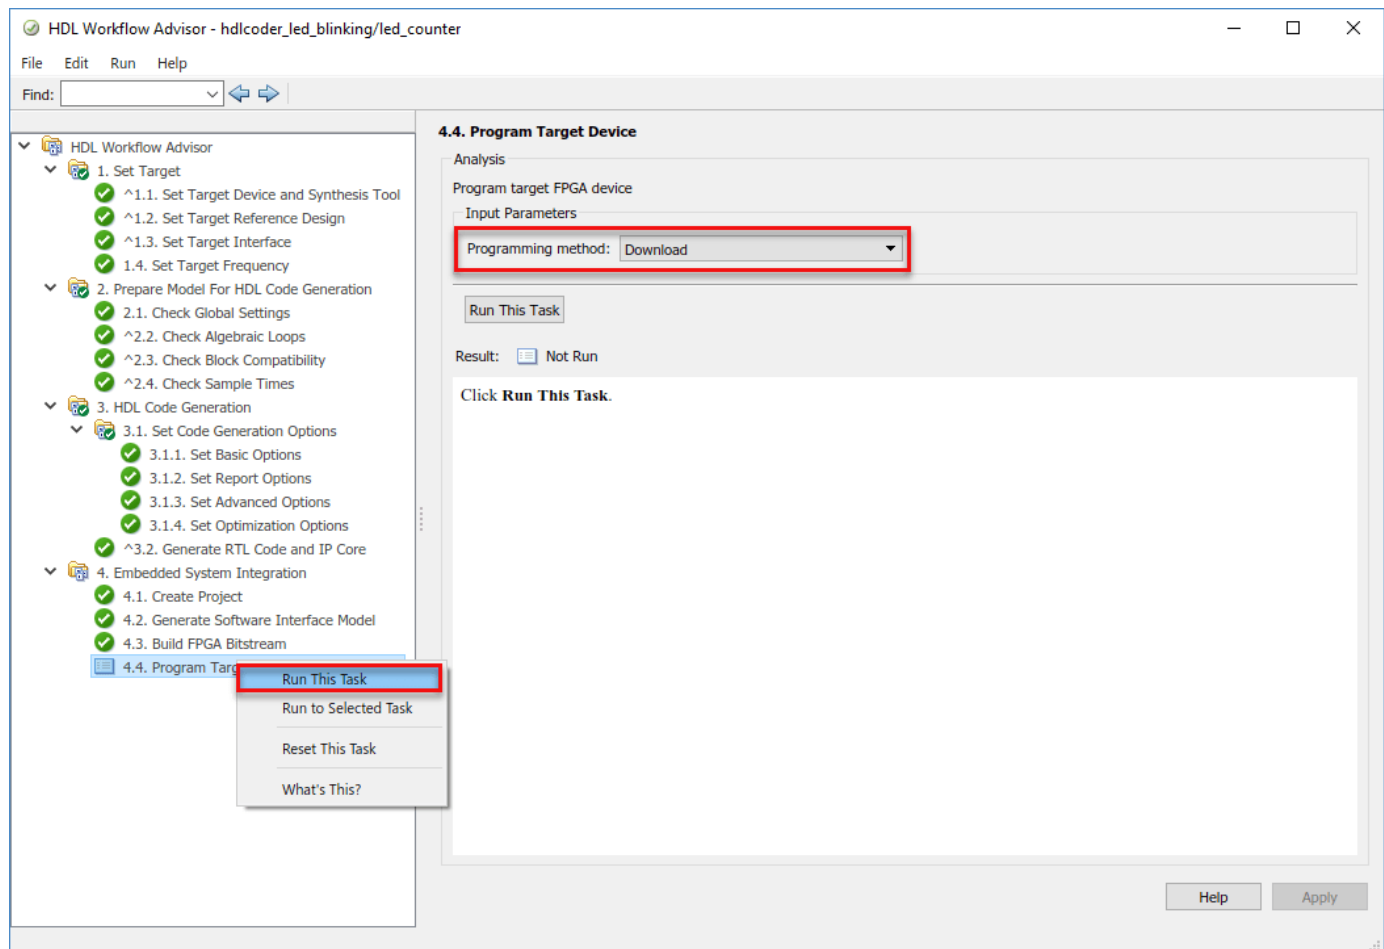 HDL Workflow Advisor - hdlcoder_led_blinking/led_counter
File Edit Run Help
Find:
HDL Workflow Advisor
1. Set Target
^1.1. Set Target Device and Synthesis Tool
^1.2. Set Target Reference Design
^1.3. Set Target Interface
1.4. Set Target Frequency
2. Prepare Model For HDL Code Generation
2.1. Check Global Settings
^2.2. Check Algebraic Loops
^2.3. Check Block Compatibility
^2.4. Check Sample Times
3. HDL Code Generation
3.1. Set Code Generation Options
3.1.1. Set Basic Options
3.1.2. Set Report Options
3.1.3. Set Advanced Options
3.1.4. Set Optimization Options
^3.2. Generate RTL Code and IP Core
4. Embedded System Integration
4.1. Create Project
4.2. Generate Software Interface Model
4.3. Build FPGA Bitstream
4.4. Program Targ
Run This Task
Run to Selected Task
Reset This Task
What's This?
4.4. Program Target Device
Analysis
Program target FPGA device
Input Parameters
Programming method: Download
Run This Task
Result: Not Run
Click Run This Task.
Help Apply